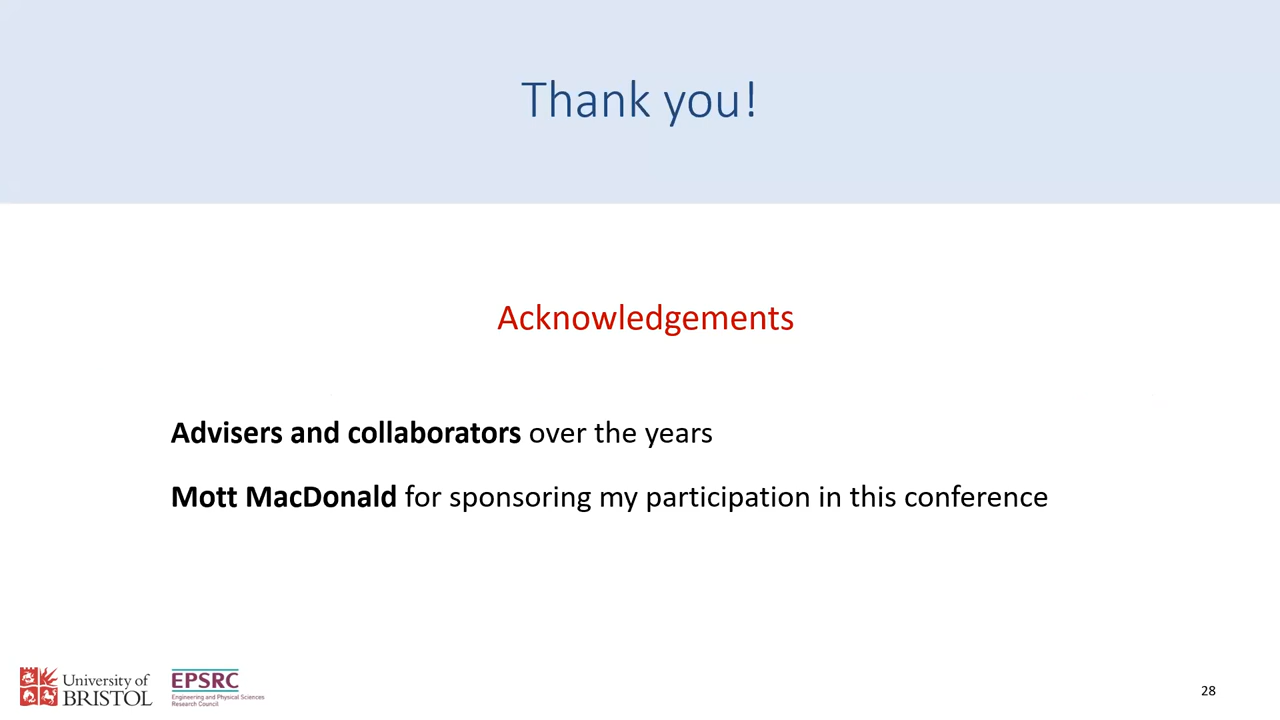 Thank you!
Acknowledgements
Advisers and collaborators over the years
Mott MacDonald for sponsoring my participation in this conference
University of
BRISTOL
EPSRC
Engineering and Physical Sciences
Research Council
28